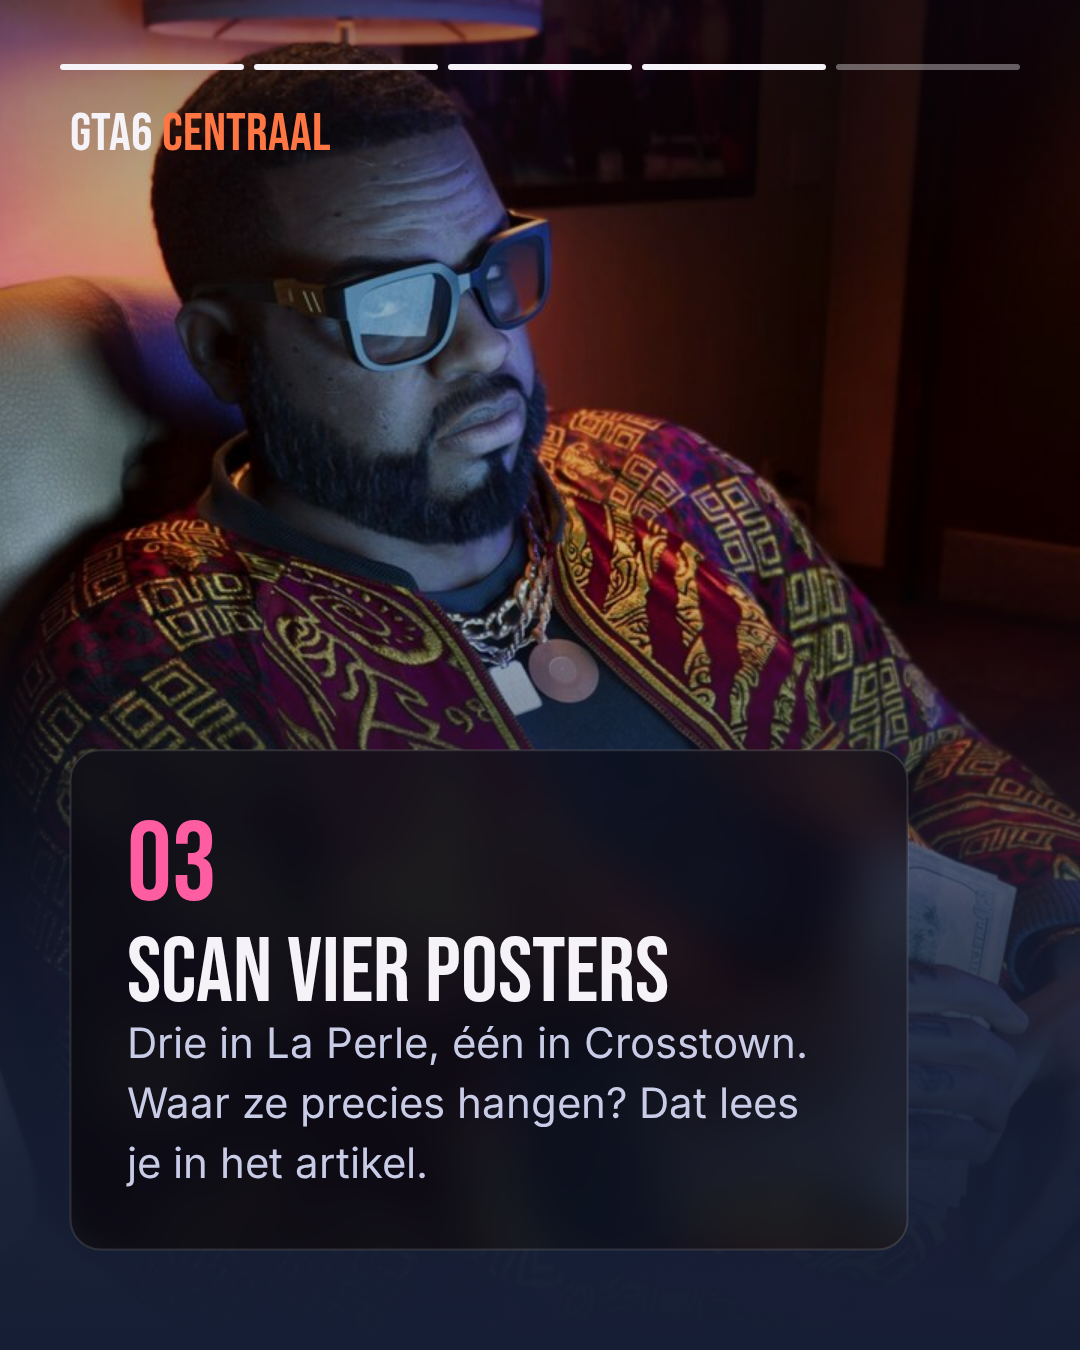 GTA6 CENTRAAL
98
03
SCAN VIER POSTERS
Drie in La Perle, één in Crosstown.
Waar ze precies hangen? Dat lees
je in het artikel.